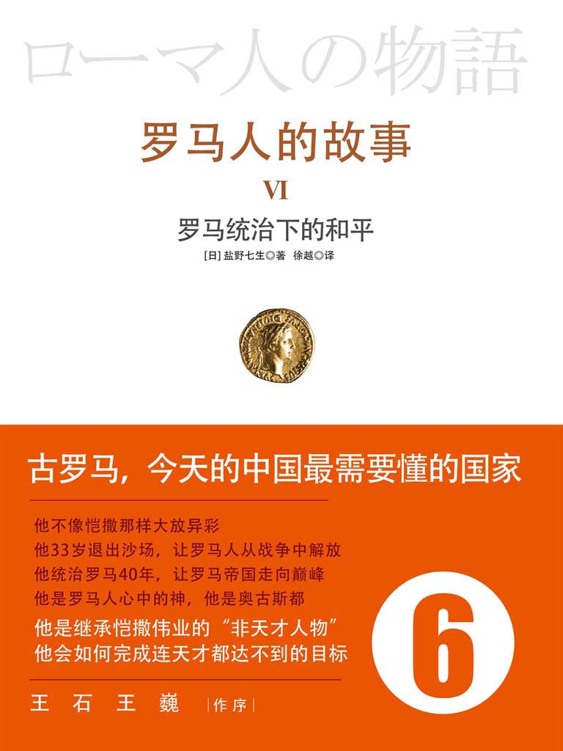 ローマ人の物語
罗马人的故事
VI
罗马统治下的和平
[日]盐野七生◎著 徐越◎译
古罗马,今天的中国最需要懂的国家
他不像恺撒那样大放异彩
他33岁退出沙场,让罗马人从战争中解放
他统治罗马40年,让罗马帝国走向巅峰
他是罗马人心中的神,他是奥古斯都
他是继承恺撒伟业的“非天才人物”
他会如何完成连天才都达不到的目标
6
王 石 王 巍 |作序|